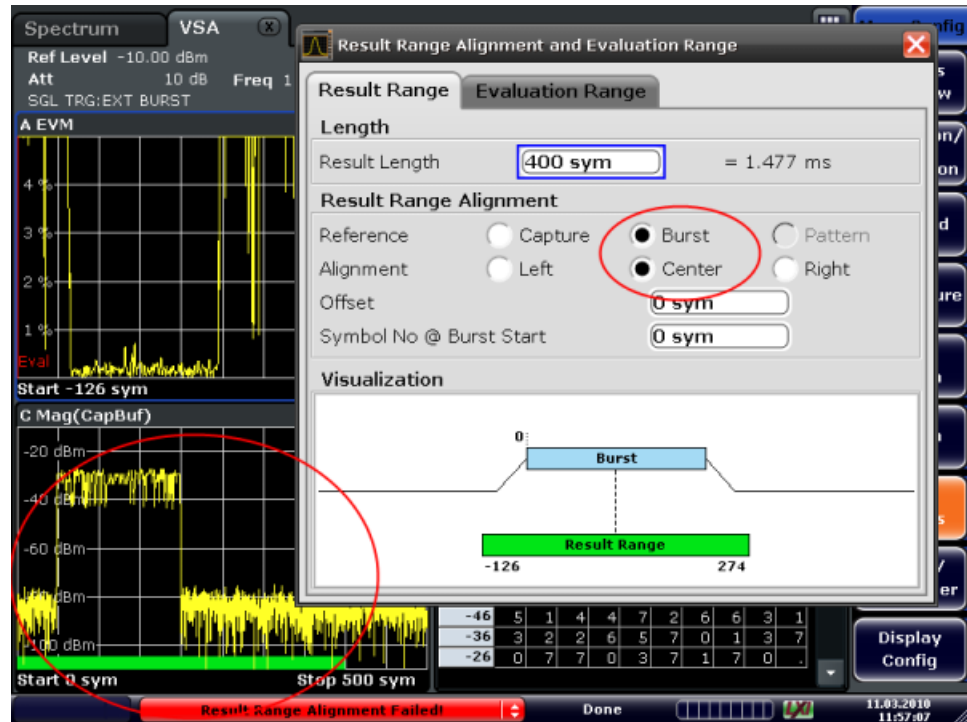 Spectrum VSA
Ref Level -10.00 dBm
Att 10 dB Freq 1
SGL TRG:EXT BURST
A EVM
4 %
3 %
2 %
1 %
Eval
Start -126 sym
C Mag(CapBuf)
-20 dBm
-40 dBm
-60 dBm
dBm
-100 dBm
Start 0 sym Stop 500 sym
Result Range Alignment and Evaluation Range
Result Range Evaluation Range
Length
Result Length 400 sym = 1.477 ms
Result Range Alignment
Reference Capture Burst Pattern
Alignment Left Center Right
Offset 0 sym
Symbol No @ Burst Start 0 sym
Visualization
0
Burst
Result Range
-126 274
-46 5 1 4 4 7 2 6 6 3 1
-36 3 2 2 6 5 7 0 1 3 7
-26 0 7 7 0 3 7 1 7 0 .
nfig
s
w
on/
on
d
ure
s
/
er
Display
Config
Result Range Alignment Failed! Done LXI 11.03.2010
11:57:07